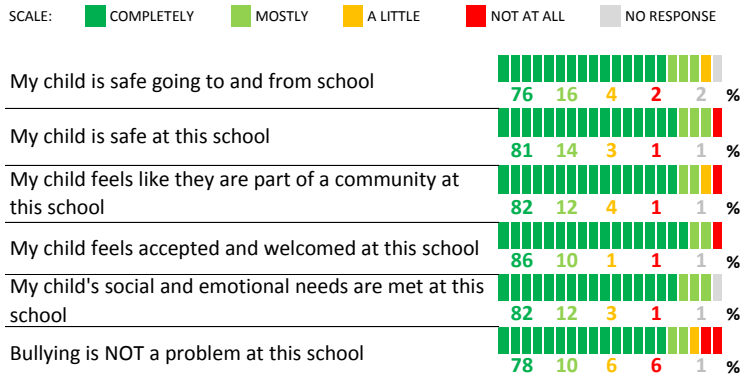 SCALE: COMPLETELY MOSTLY A LITTLE NOT AT ALL NO RESPONSE
My child is safe going to and from school
76 16 4 2 2 %
My child is safe at this school
81 14 3 1 1 %
My child feels like they are part of a community at
this school
82 12 4 1 1 %
My child feels accepted and welcomed at this school
86 10 1 1 1 %
My child's social and emotional needs are met at this
school
82 12 3 1 1 %
Bullying is NOT a problem at this school
78 10 6 6 1 %